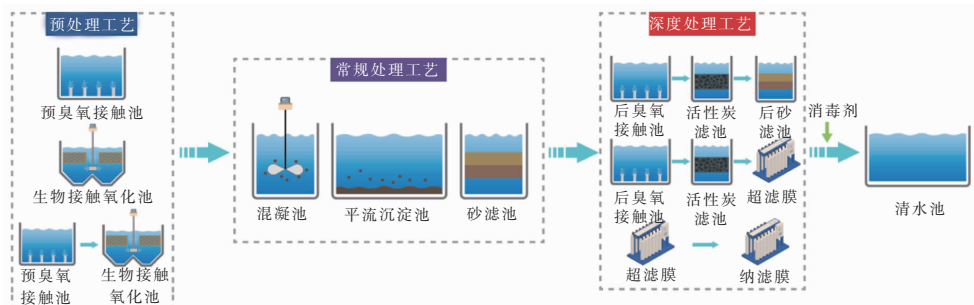 预处理工艺
预臭氧接触池
生物接触氧化池
预臭氧
接触池
生物接触
氧化池
常规处理工艺
混凝池
平流沉淀池
砂滤池
深度处理工艺
后臭氧
接触池
活性炭
滤池
后砂
滤池
后臭氧
接触池
活性炭
滤池
超滤膜
超滤膜
纳滤膜
消毒剂
清水池